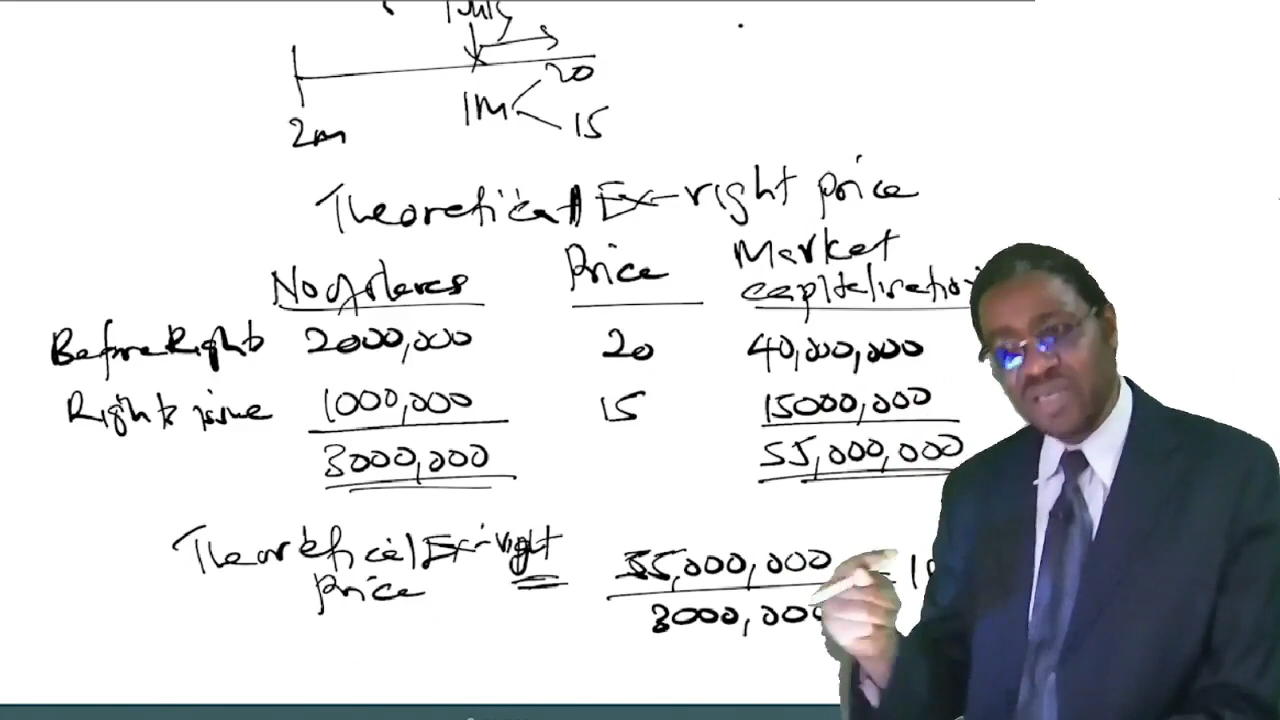 20
1M
2m
15
Theoretical Ex-right price
No of shares Price Market capitalisation
Before Right 2000,000 20 40,000,000
Rights issue 1000,000 15 15000,000
3000,000 55,000,000
Theoretical Ex-right price 55,000,000
3000,000